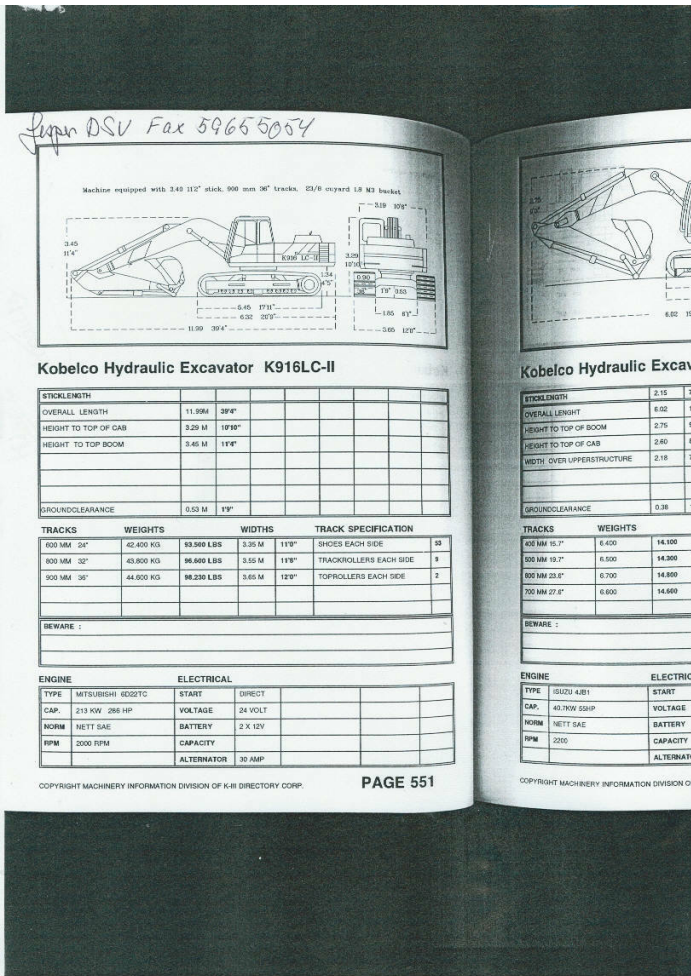 Jesper DSV Fax 59655054
Machine equipped with 3.40 11'2" stick, 900 mm 36" tracks, 23/8 cuyard 1.8 M3 bucket
3.19 10'6"
3.45
11'4"
K916 LC-II
3.29
10'10"
1.34
4'5"
0.90
36" 1'9" 0.53
5.45 17'11"
6.32 20'9"
11.99 39'4"
1.85 6'1"
3.65 12'0"
Kobelco Hydraulic Excavator K916LC-II
STICKLENGTH
OVERALL LENGTH 11.99M 39'4"
HEIGHT TO TOP OF CAB 3.29 M 10'10"
HEIGHT TO TOP BOOM 3.45 M 11'4"
GROUNDCLEARANCE 0.53 M 1'9"
TRACKS WEIGHTS WIDTHS TRACK SPECIFICATION
600 MM 24" 42.400 KG 93.500 LBS 3.35 M 11'0" SHOES EACH SIDE 53
800 MM 32" 43.800 KG 96.600 LBS 3.55 M 11'8" TRACKROLLERS EACH SIDE 9
900 MM 36" 44.600 KG 98.230 LBS 3.65 M 12'0" TOPROLLERS EACH SIDE 2
BEWARE :
ENGINE ELECTRICAL
TYPE MITSUBISHI 6D22TC START DIRECT
CAP. 213 KW 286 HP VOLTAGE 24 VOLT
NORM NETT SAE BATTERY 2 X 12V
RPM 2000 RPM CAPACITY
ALTERNATOR 30 AMP
COPYRIGHT MACHINERY INFORMATION DIVISION OF K-III DIRECTORY CORP. PAGE 551
2.75
6.02
Kobelco Hydraulic Excav
STICKLENGTH 2.15
OVERALL LENGHT 6.02
HEIGHT TO TOP OF BOOM 2.75
HEIGHT TO TOP OF CAB 2.60
WIDTH OVER UPPERSTRUCTURE 2.18
GROUNDCLEARANCE 0.38
TRACKS WEIGHTS
400 MM 15.7" 6.400 14.100
500 MM 19.7" 6.500 14.300
600 MM 23.6" 6.700 14.800
700 MM 27.6" 6.600 14.600
BEWARE :
ENGINE ELECTRIC
TYPE ISUZU 4JB1 START
CAP. 40.7KW 55HP VOLTAGE
NORM NETT SAE BATTERY
RPM 2200 CAPACITY
ALTERNATO
COPYRIGHT MACHINERY INFORMATION DIVISION O